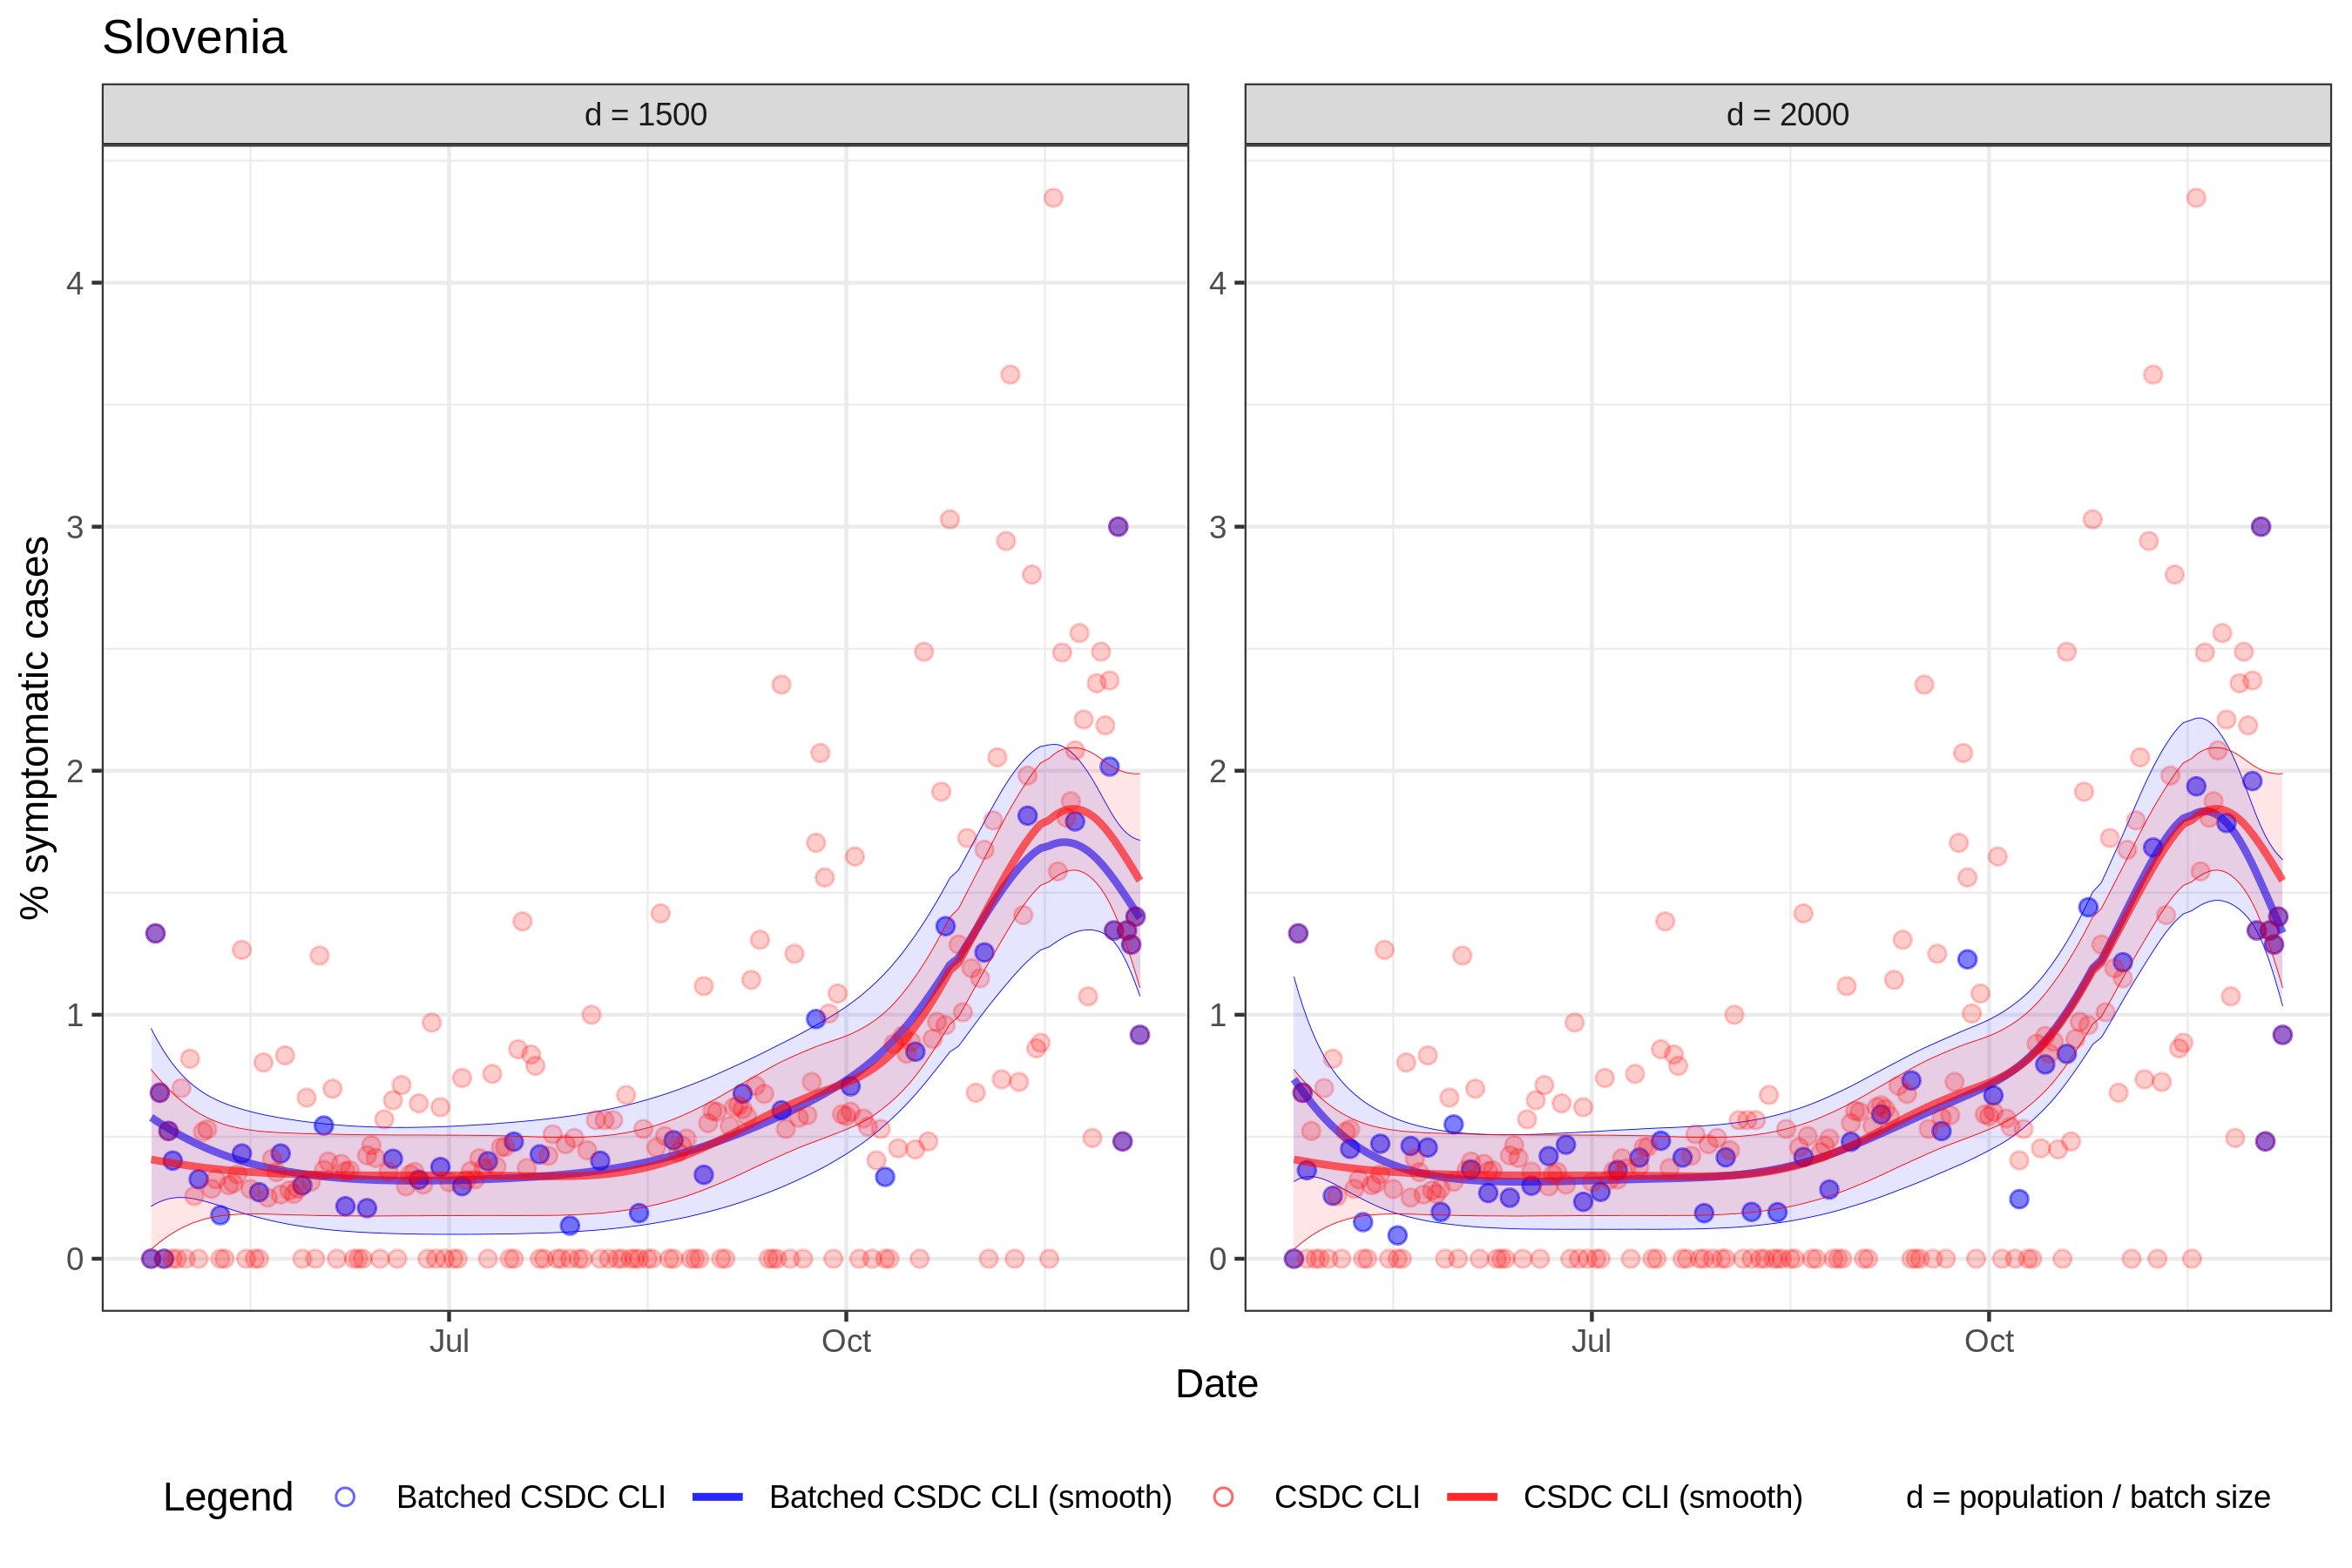 Slovenia
d = 1500
d = 2000
% symptomatic cases
4
3
2
1
0
4
3
2
1
0
Jul
Oct
Jul
Oct
Date
Legend Batched CSDC CLI Batched CSDC CLI (smooth) CSDC CLI CSDC CLI (smooth) d = population / batch size